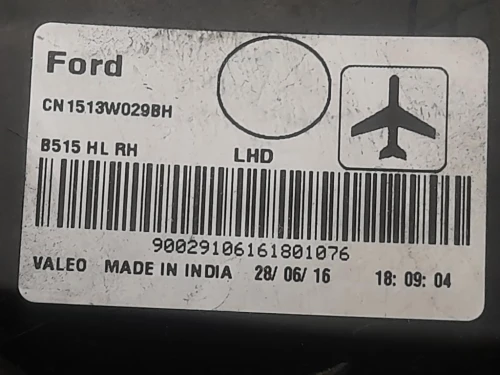 Ford
CN1513W029BH
B515 HL RH LHD
90029106161801076
VALEO MADE IN INDIA 28/ 06/ 16 18: 09: 04